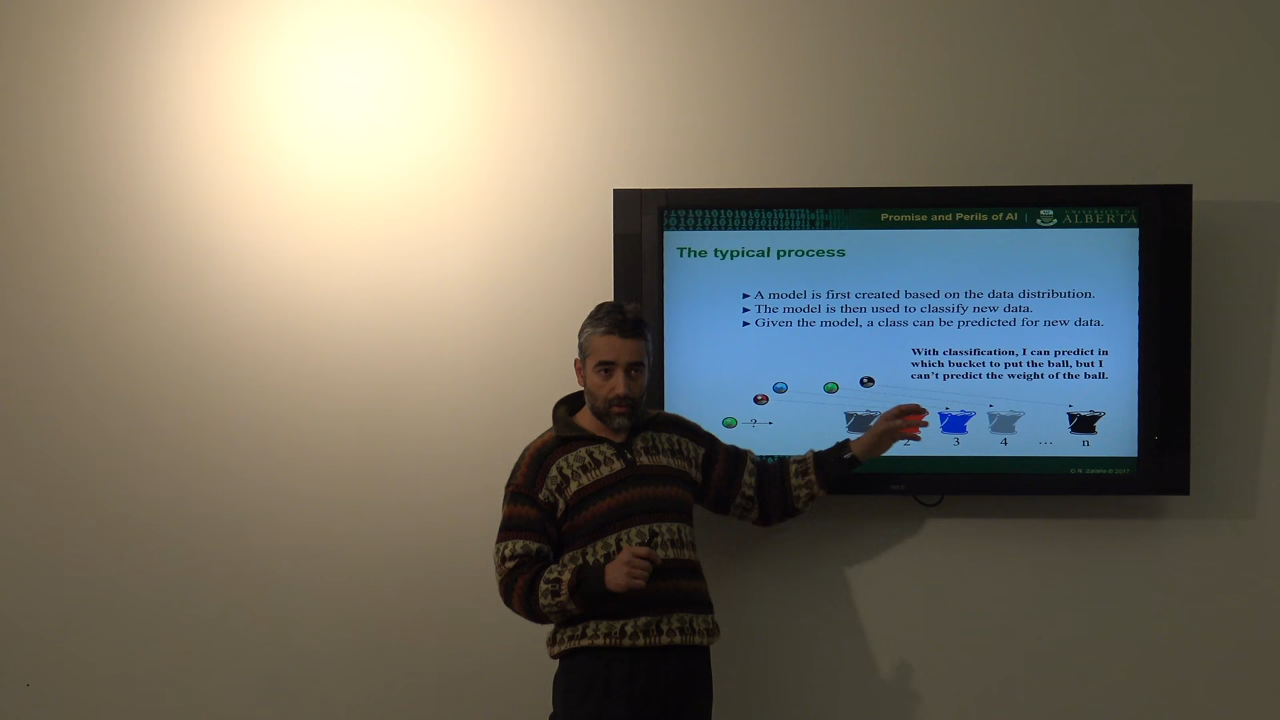 Promise and Perils of AI |
UNIVERSITY OF
ALBERTA
The typical process
► A model is first created based on the data distribution.
► The model is then used to classify new data.
► Given the model, a class can be predicted for new data.
With classification, I can predict in
which bucket to put the ball, but I
can't predict the weight of the ball.
?
2 3 4 ... n